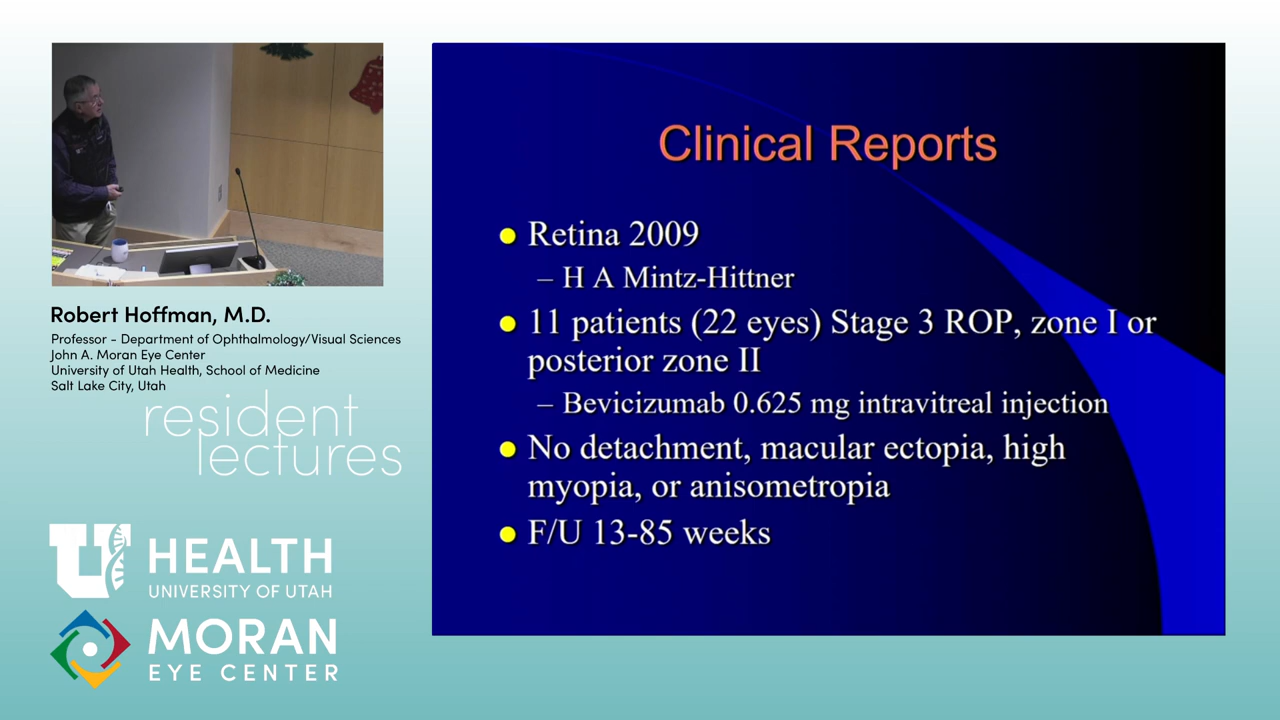 Clinical Reports
Retina 2009
– H A Mintz-Hittner
11 patients (22 eyes) Stage 3 ROP, zone I or
posterior zone II
– Bevicizumab 0.625 mg intravitreal injection
No detachment, macular ectopia, high
myopia, or anisometropia
F/U 13-85 weeks
Robert Hoffman, M.D.
Professor - Department of Ophthalmology/Visual Sciences
John A. Moran Eye Center
University of Utah Health, School of Medicine
Salt Lake City, Utah
resident
lectures
U HEALTH
UNIVERSITY OF UTAH
MORAN
EYE CENTER